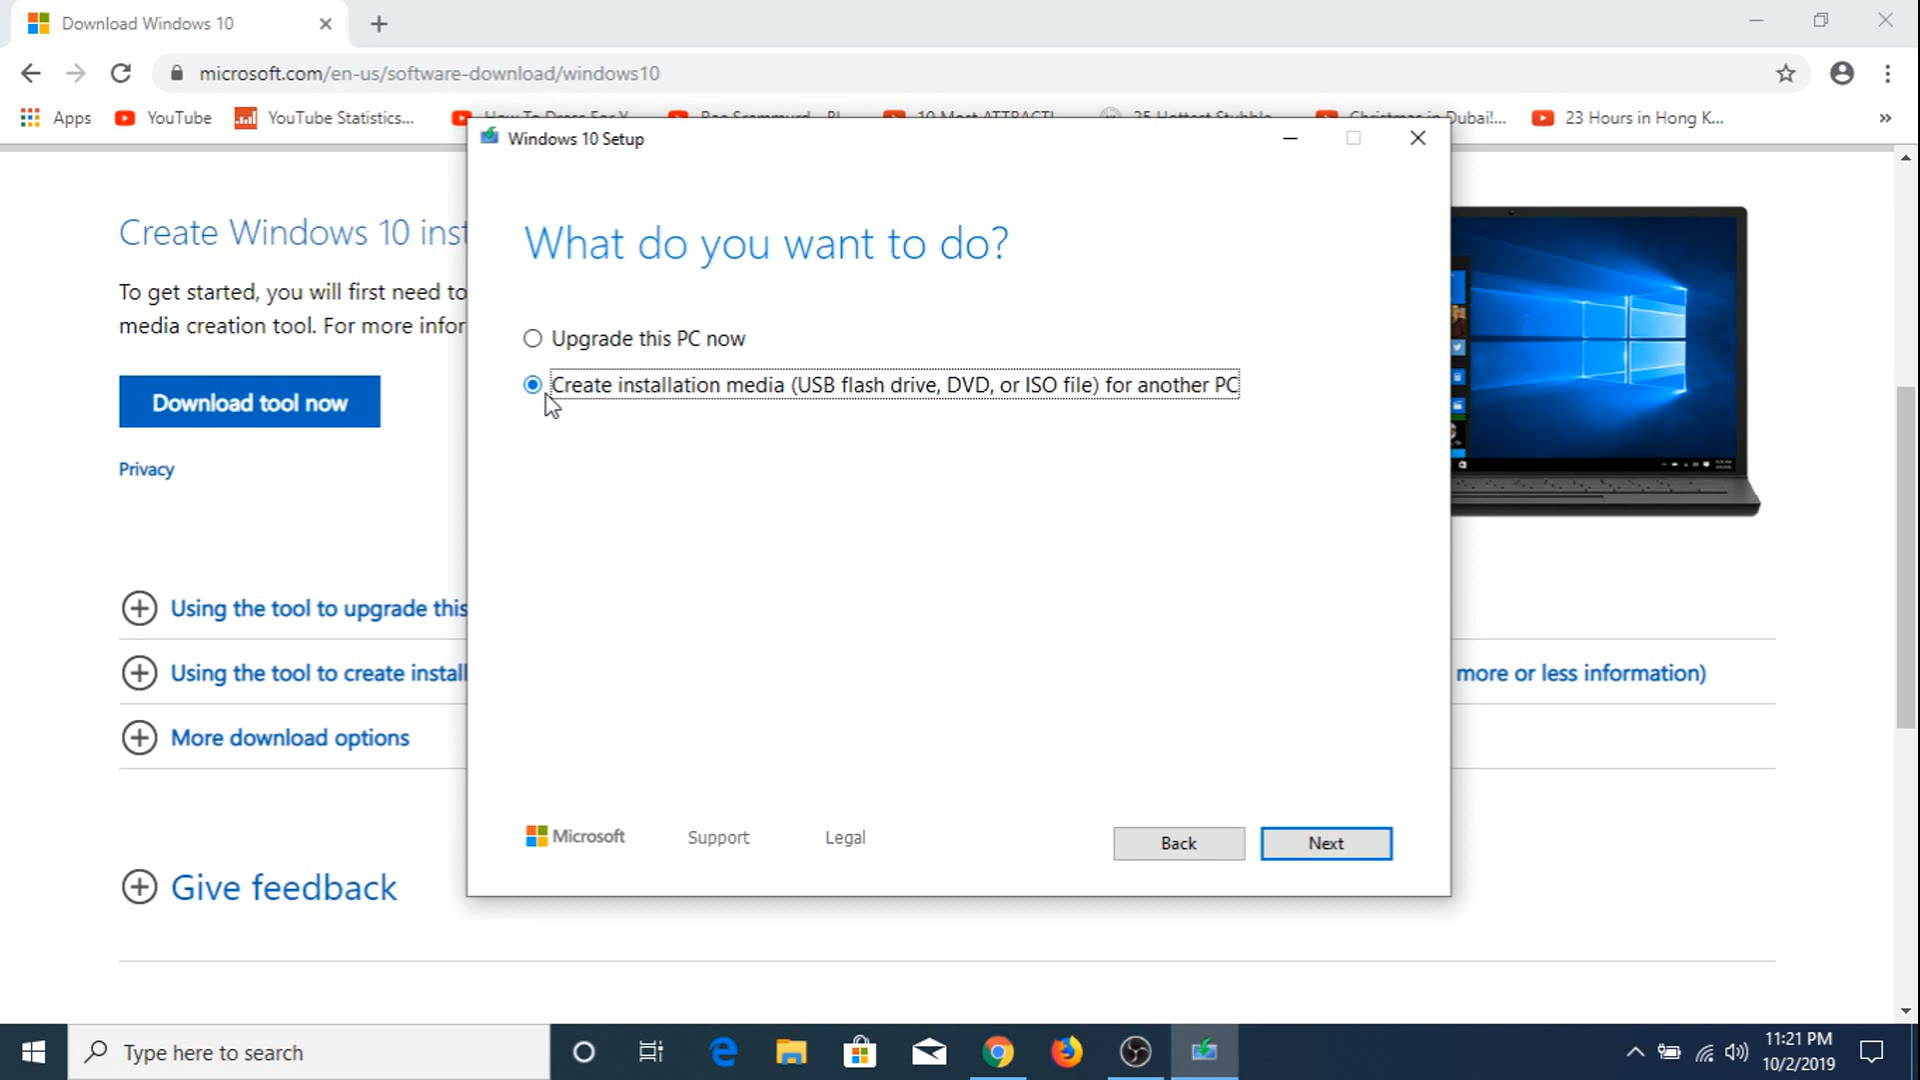 Download Windows 10
microsoft.com/en-us/software-download/windows10
Apps
YouTube
YouTube Statistics...
Dubai!...
23 Hours in Hong K...
»
Windows 10 Setup
What do you want to do?
Upgrade this PC now
Create installation media (USB flash drive, DVD, or ISO file) for another PC
Microsoft
Support
Legal
Back
Next
Create Windows 10 inst
To get started, you will first need to
media creation tool. For more infor
Download tool now
Privacy
Using the tool to upgrade this
Using the tool to create install
more or less information)
More download options
Give feedback
Type here to search
11:21 PM
10/2/2019